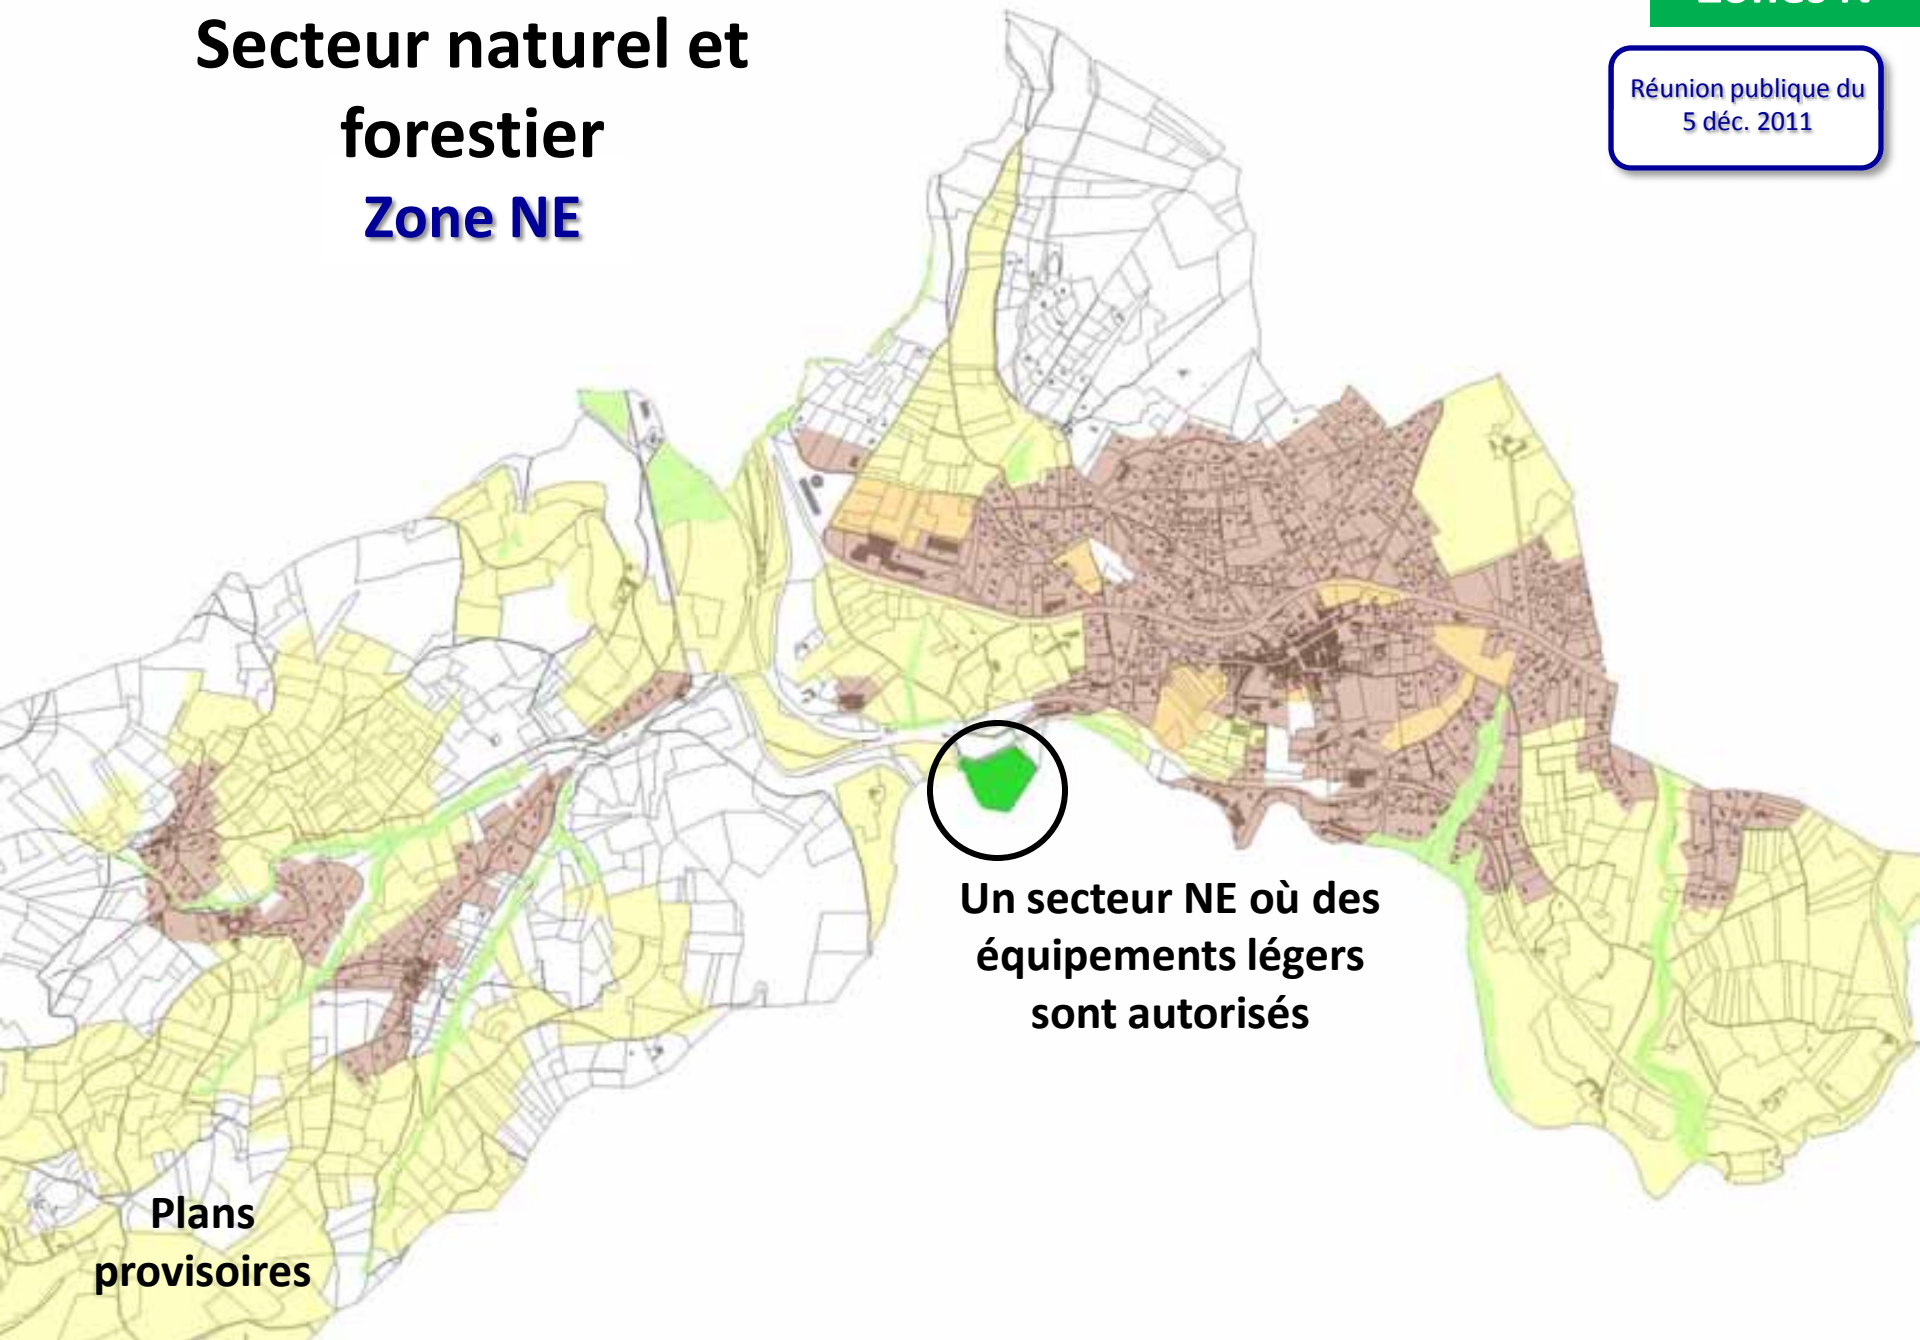 Secteur naturel et
forestier
Zone NE
Zones N
Réunion publique du
5 déc. 2011
Un secteur NE où des
équipements légers
sont autorisés
Plans
provisoires